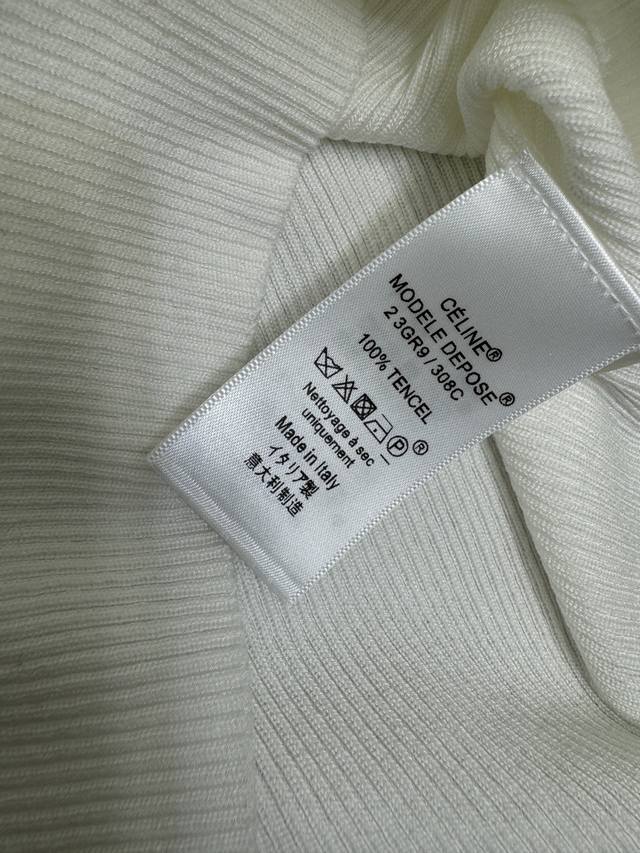 CÉLINE®
MODELE DEPOSE®
2 3GR9 / 308C
100% TENCEL
P ®
Nettoyage à sec
uniquement
Made in Italy
イタリア製
意大利制造